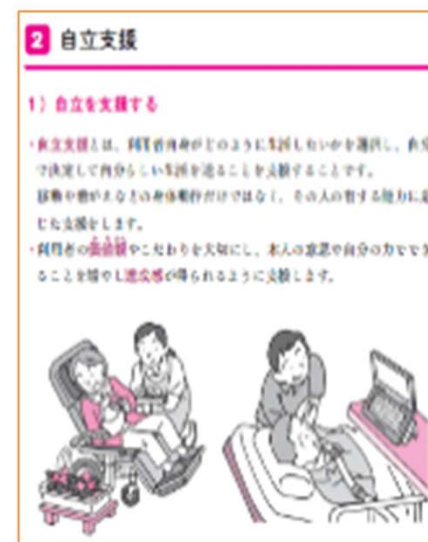 2 自立支援
1）自立を支援する
・自立支援とは、利用者自身がどのように生活したいかを選択し、自分
で決定して自分らしい生活を送ることを支援することです。
移動や着がえなどの身体動作だけではなく、その人の有する能力に応
じた支援をします。
・利用者の価値観やこだわりを大切にし、本人の意思や自分の力でで
ることを増やし達成感が得られるように支援します。